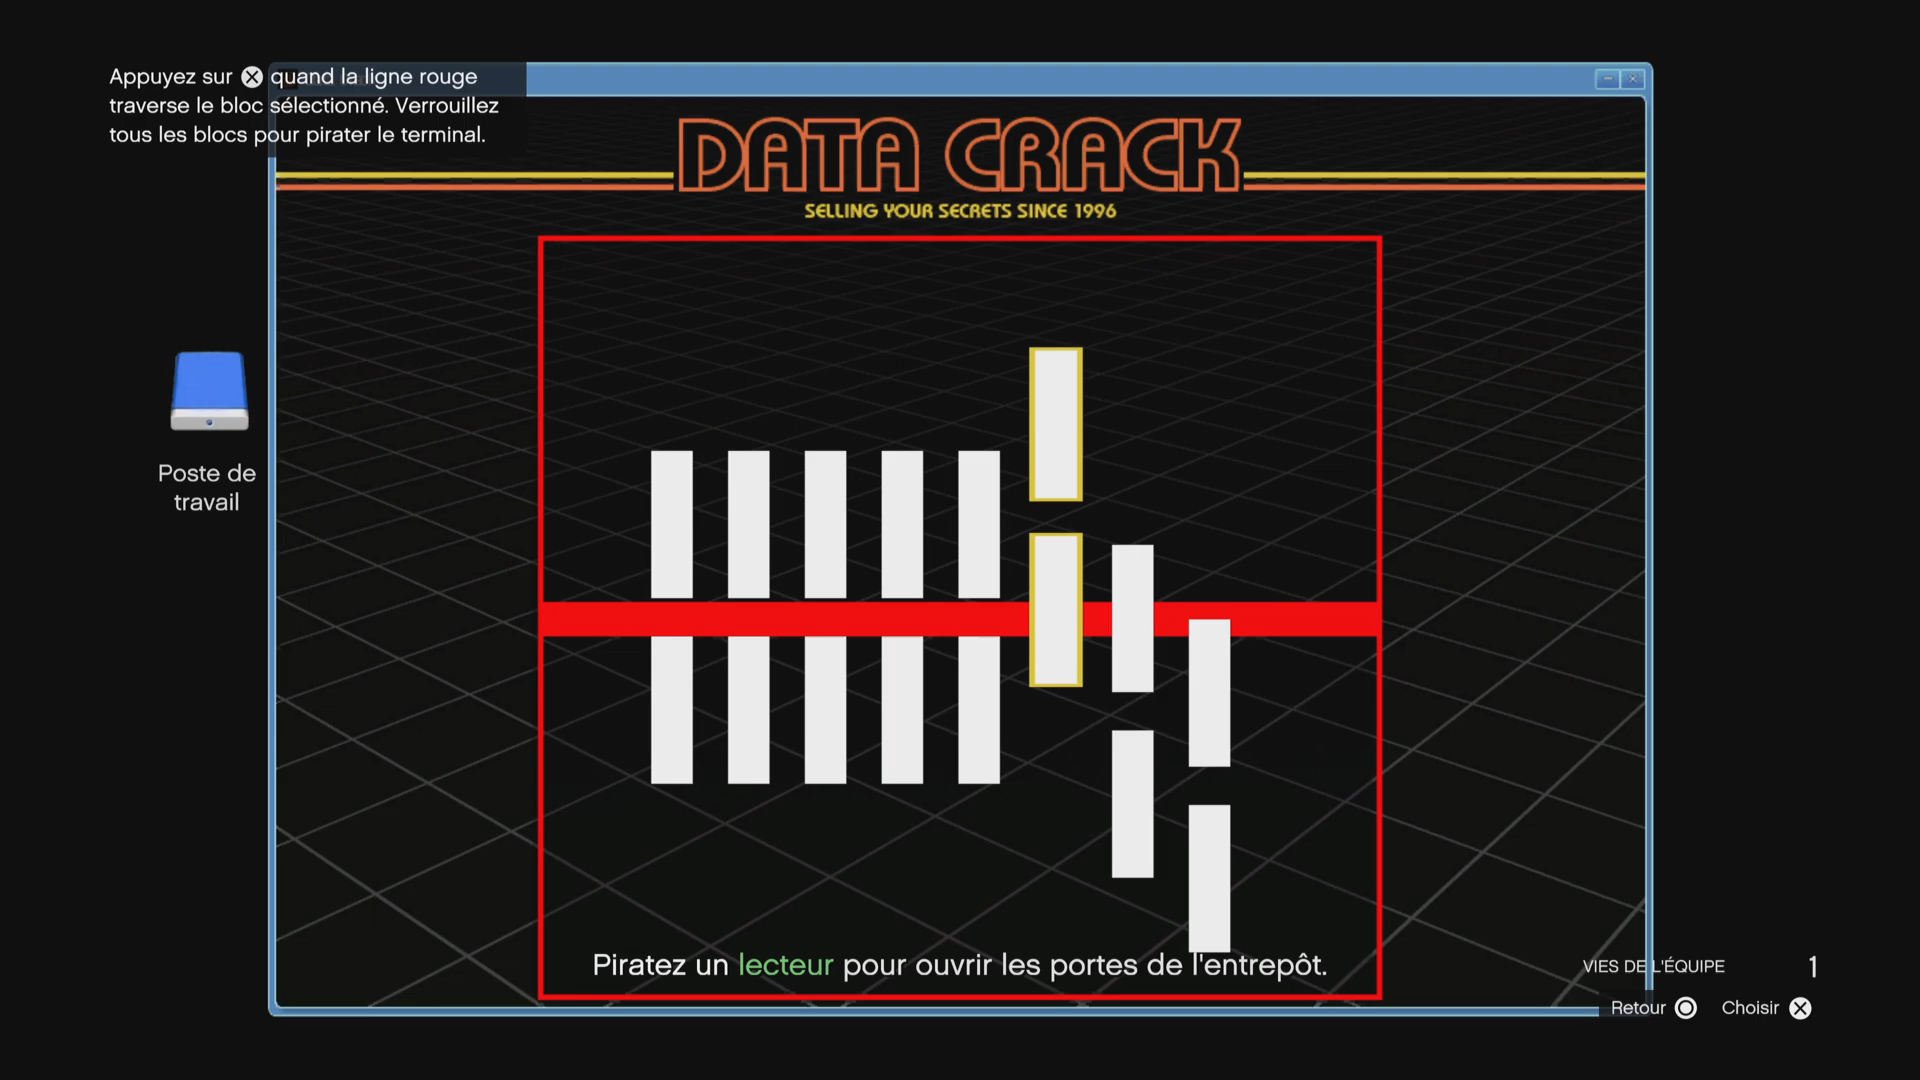 Appuyez sur ⓧ quand la ligne rouge
traverse le bloc sélectionné. Verrouillez
tous les blocs pour pirater le terminal.
DATA CRACK
SELLING YOUR SECRETS SINCE 1996
Poste de
travail
Piratez un lecteur pour ouvrir les portes de l'entrepôt.
VIES DE L'ÉQUIPE 1
Retour Choisir